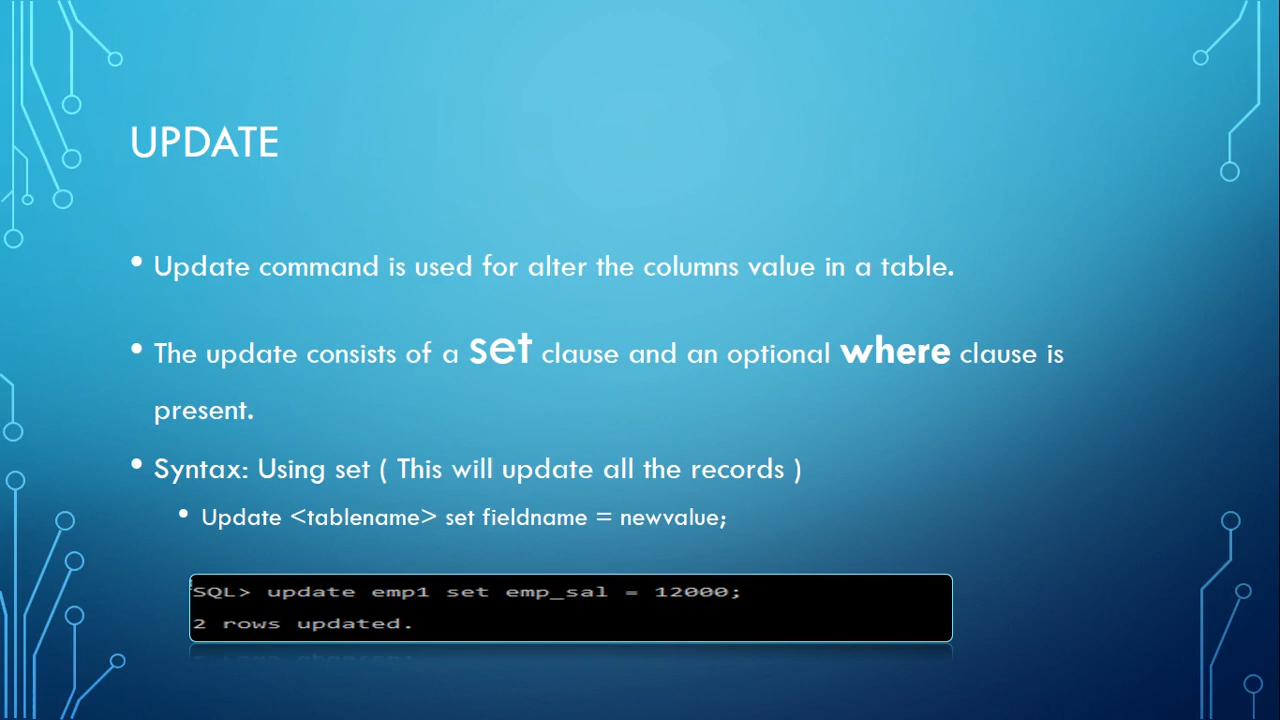 UPDATE
• Update command is used for alter the columns value in a table.
• The update consists of a set clause and an optional where clause is
present.
• Syntax: Using set ( This will update all the records )
• Update <tablename> set fieldname = newvalue;
SQL> update emp1 set emp_sal = 12000;
2 rows updated.